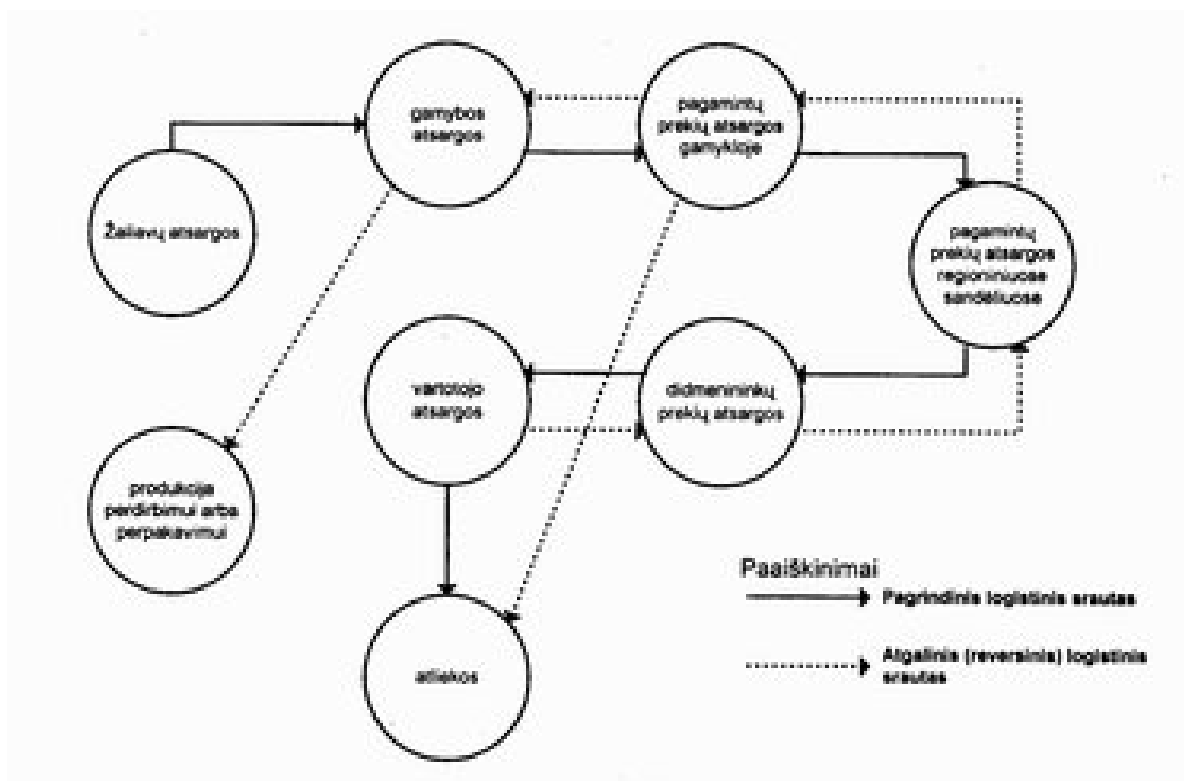 gamybos
atsargos
pagamintų
prekių atsargos
gamykloje
Žaliavų atsargos
pagamintų
prekių atsargos
regioniniuose
sandėliuose
vartotojo
atsargos
didmenininkų
prekių atsargos
produkcija
perdirbimui arba
perpakavimui
atliekos
Paaiškinimai
Pagrindinis logistinis srautas
Atgalinis (reversinis) logistinis
srautas